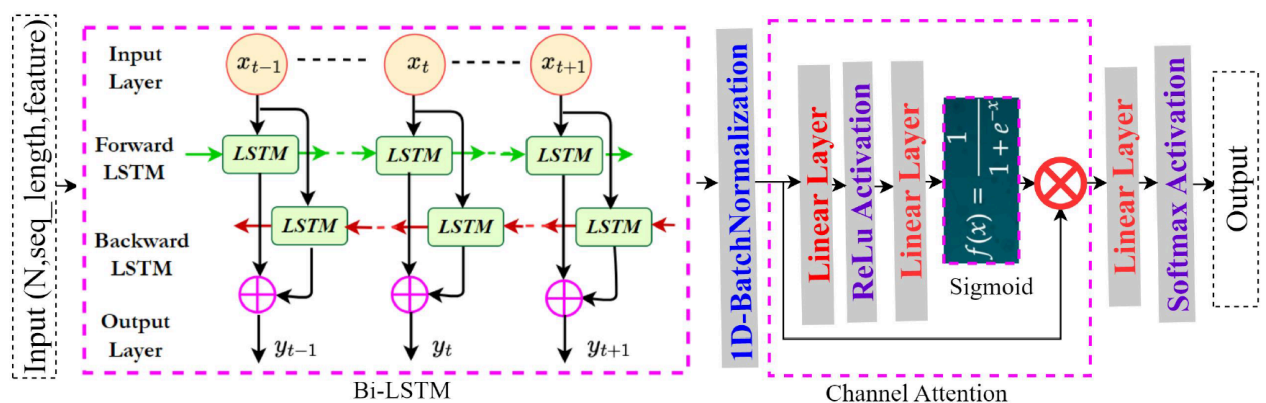 Input (N,seq_length,feature)
Input
Layer
x_{t-1}
x_t
x_{t+1}
Forward
LSTM
LSTM
LSTM
LSTM
Backward
LSTM
LSTM
LSTM
LSTM
Output
Layer
y_{t-1}
y_t
y_{t+1}
Bi-LSTM
1D-BatchNormalization
Linear Layer
ReLu Activation
Linear Layer
f(x) = \frac{1}{1 + e^{-x}}
Sigmoid
Channel Attention
Linear Layer
Softmax Activation
Output